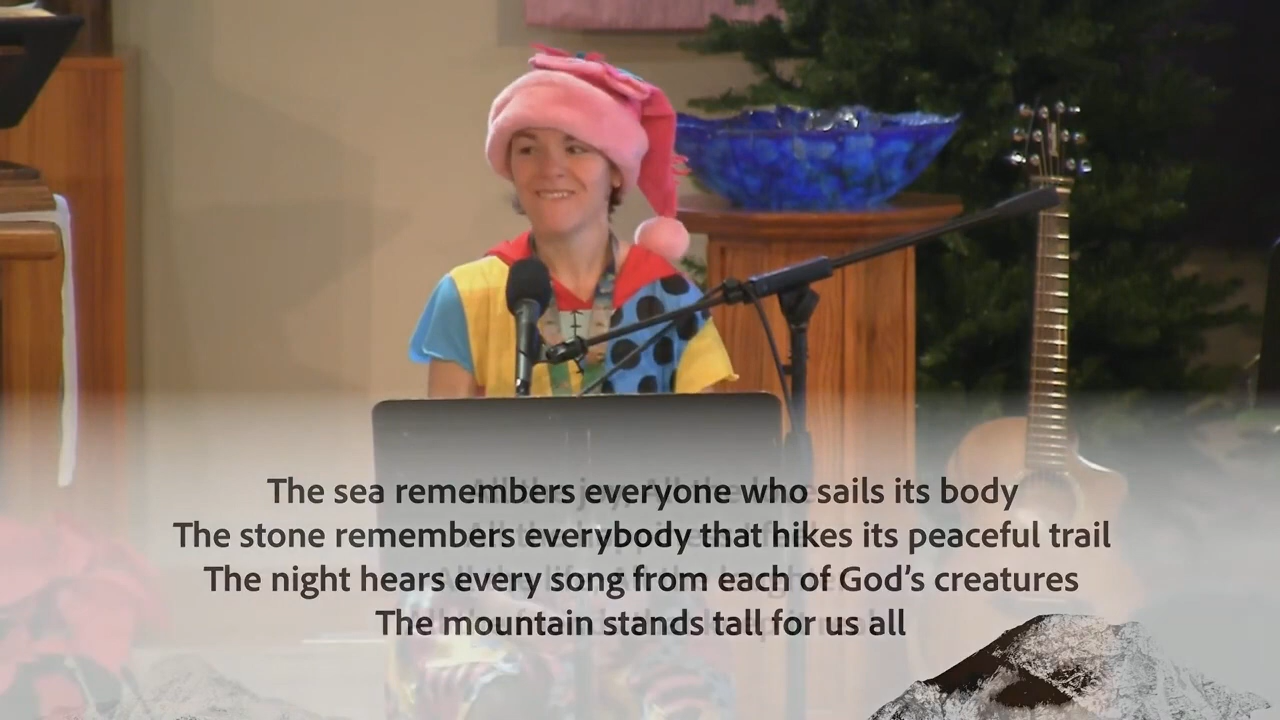 The sea remembers everyone who sails its body
The stone remembers everybody that hikes its peaceful trail
The night hears every song from each of God's creatures
The mountain stands tall for us all